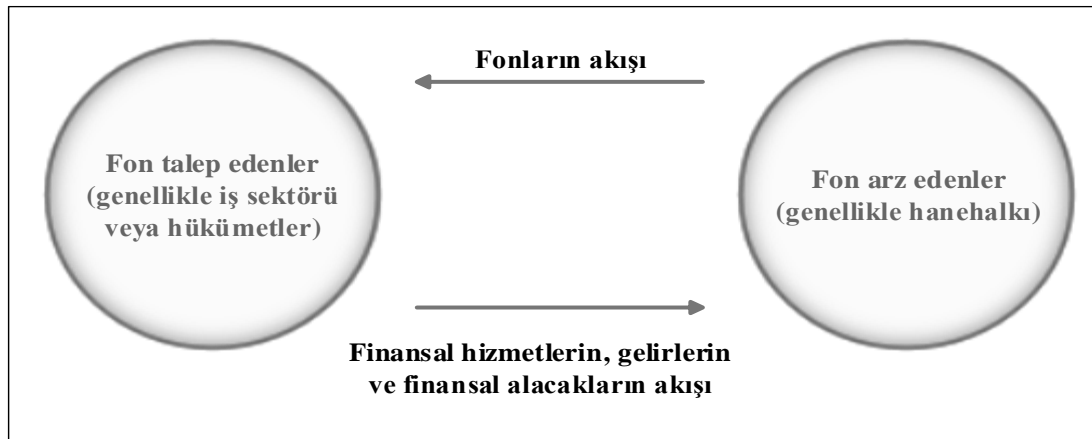 Fonların akışı
Fon talep edenler
(genellikle iş sektörü
veya hükümetler)
Fon arz edenler
(genellikle hanehalkı)
Finansal hizmetlerin, gelirlerin
ve finansal alacakların akışı